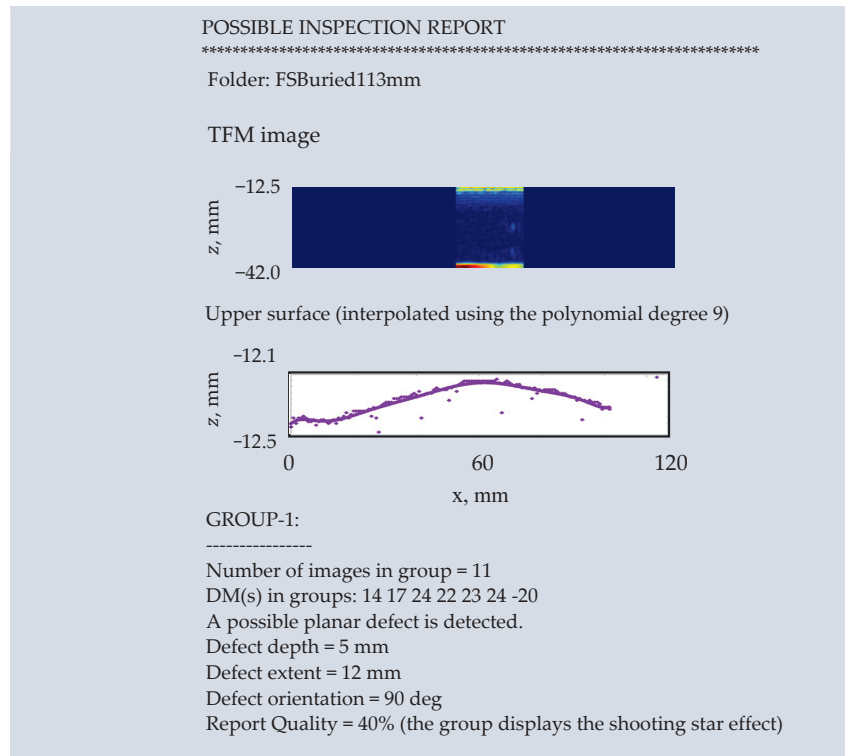 POSSIBLE INSPECTION REPORT
************************************************************************
Folder: FSBuried113mm
TFM image
−12.5
z, mm
−42.0
Upper surface (interpolated using the polynomial degree 9)
−12.1
z, mm
−12.5
0 60 120
x, mm
GROUP-1:
----------------
Number of images in group = 11
DM(s) in groups: 14 17 24 22 23 24 -20
A possible planar defect is detected.
Defect depth = 5 mm
Defect extent = 12 mm
Defect orientation = 90 deg
Report Quality = 40% (the group displays the shooting star effect)